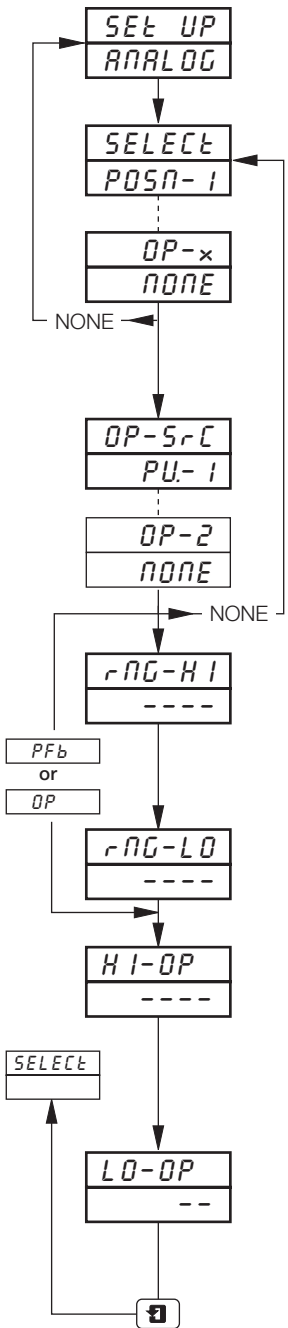 SEt UP
ANALOG
SELECt
POSN-1
OP-x
NONE
NONE
OP-SrC
PV.-1
OP-2
NONE
NONE
rNG-HI
----
PFb
or
OP
rNG-LO
----
HI-OP
----
SELECt
LO-OP
--